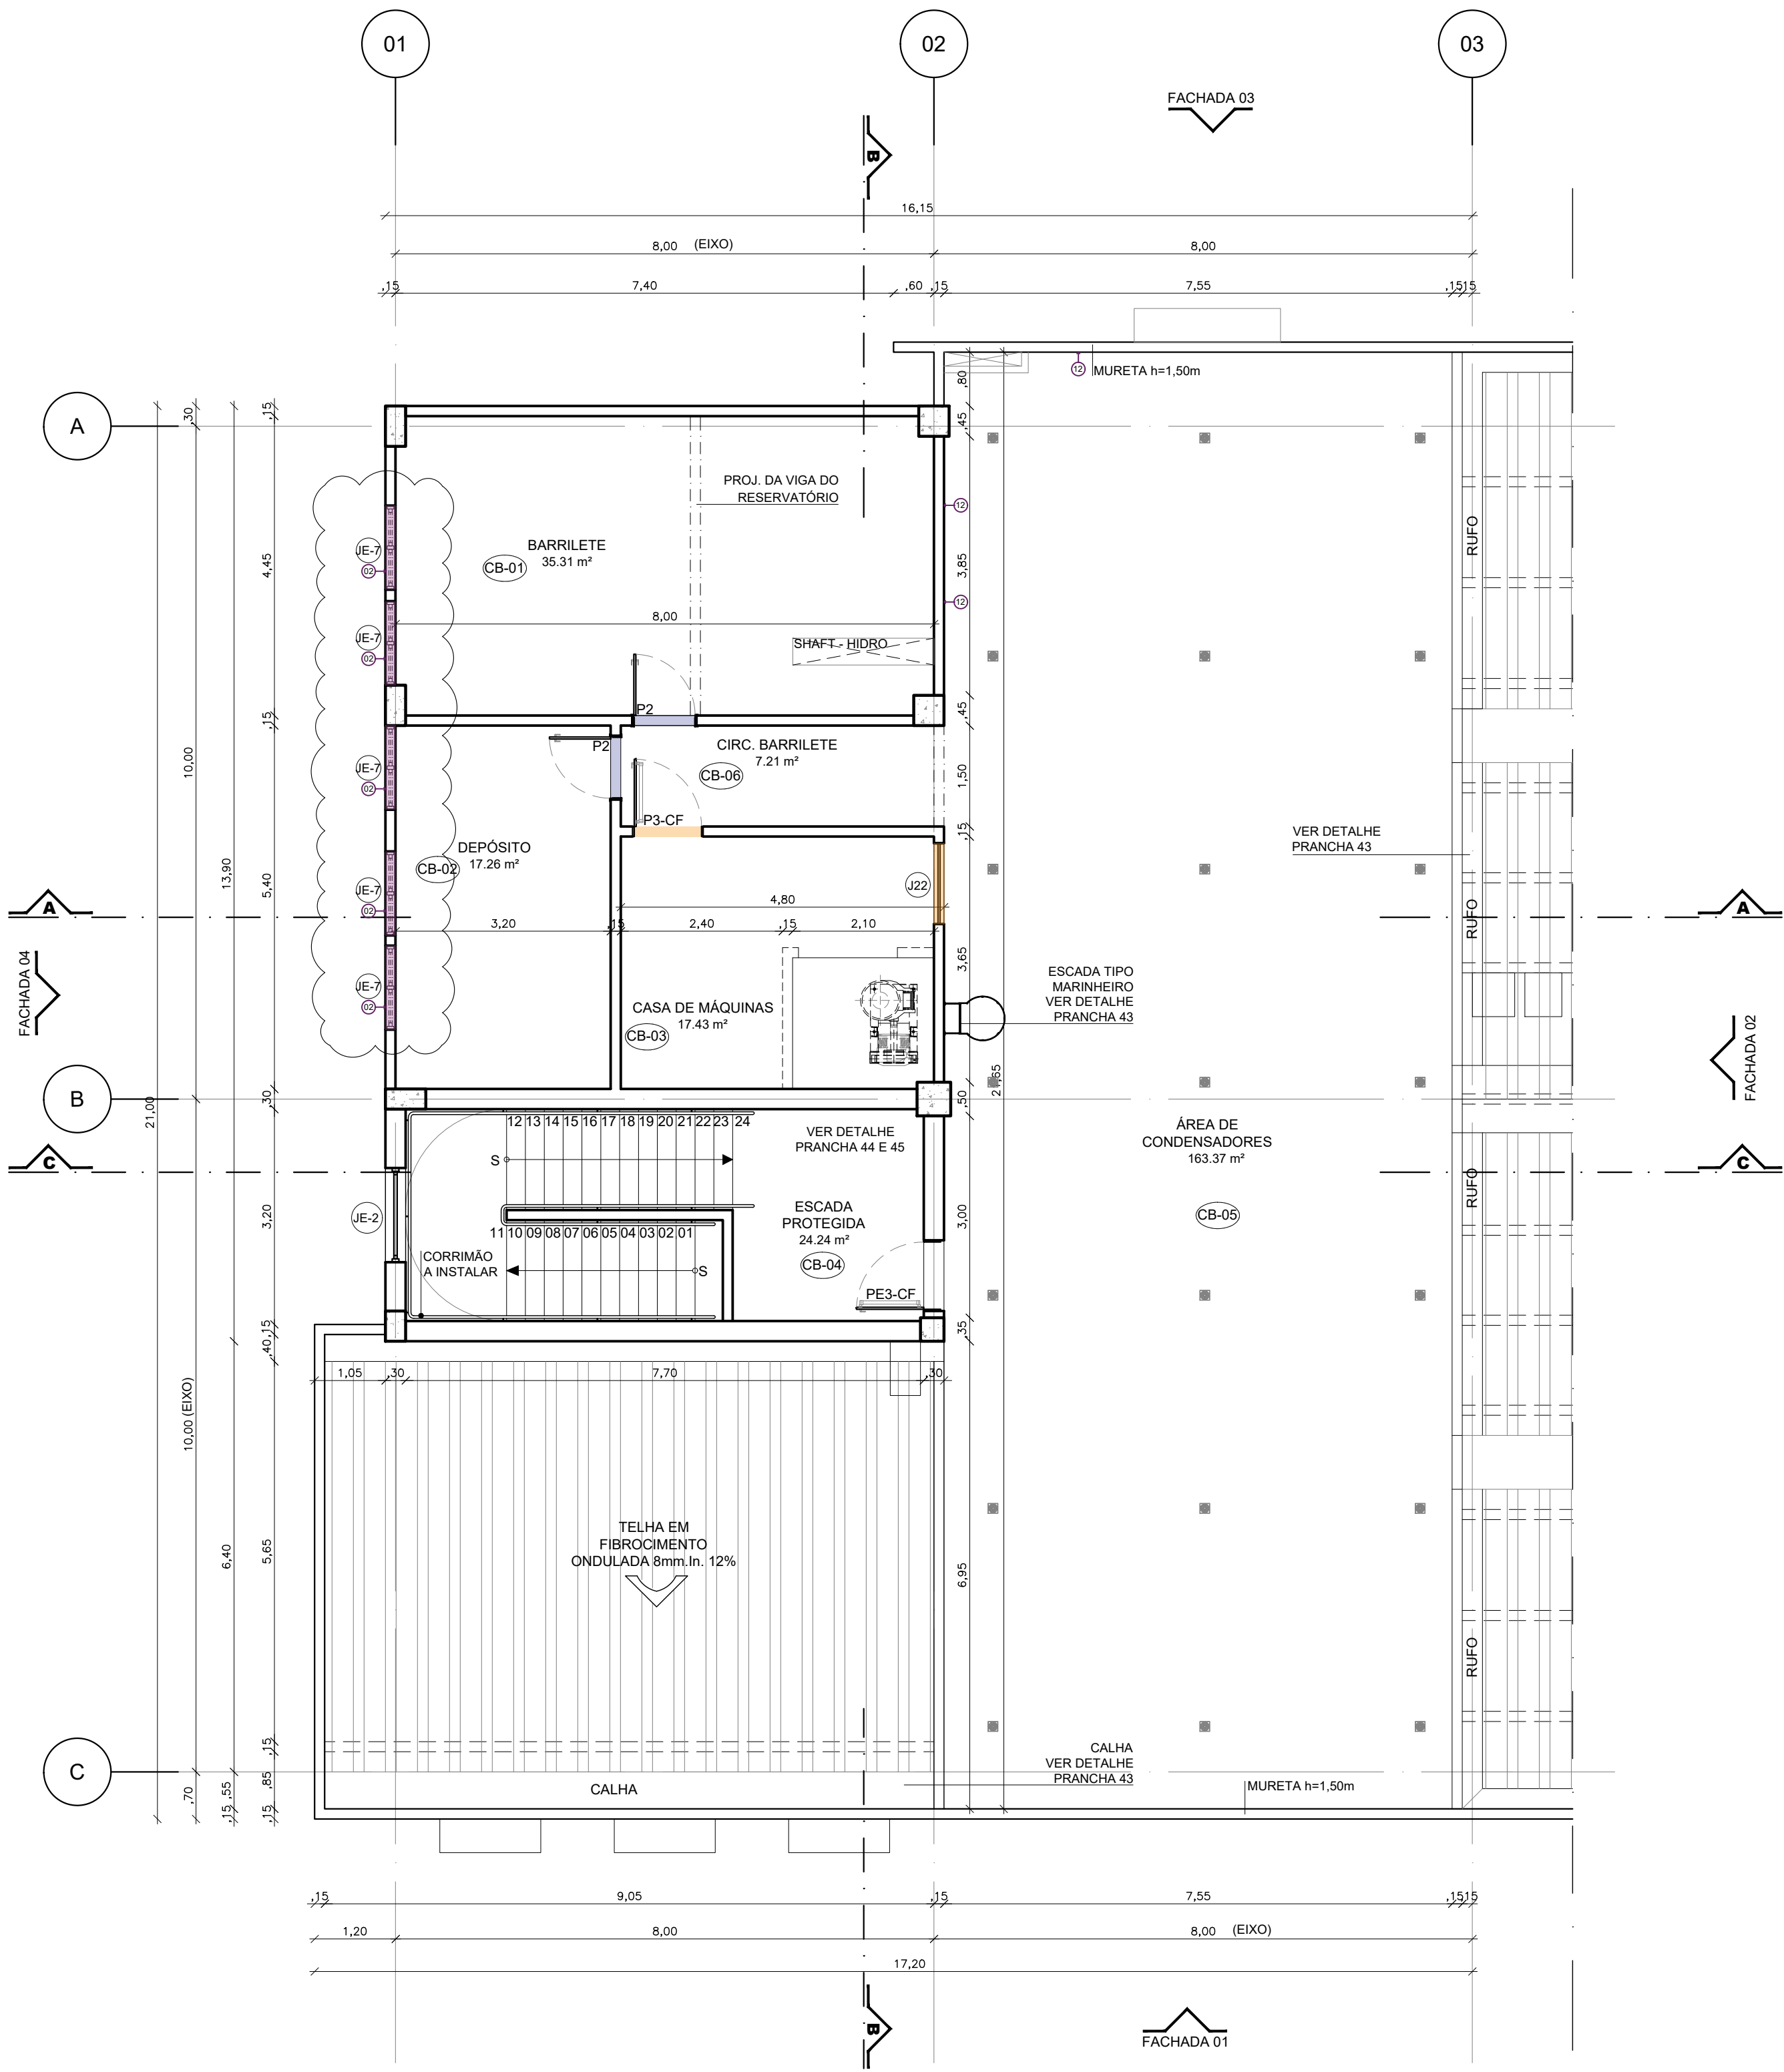 01
02
03
FACHADA 03
B
16,15
8,00 (EIXO)
8,00
,15
7,40
,60
,15
7,55
,15
15
12
MURETA h=1,50m
A
,30
,15
,80
,45
PROJ. DA VIGA DO
RESERVATÓRIO
12
RUFO
BARRILETE
35.31 m²
CB-01
JE-7
02
4,45
3,85
12
8,00
JE-7
02
SHAFT - HIDRO
P2
,15
,45
P2
CIRC. BARRILETE
7.21 m²
CB-06
10,00
JE-7
02
1,50
P3-CF
,15
VER DETALHE
PRANCHA 43
DEPÓSITO
17.26 m²
CB-02
13,90
5,40
JE-7
02
J22
4,80
A
A
RUFO
3,20
,15
2,40
,15
2,10
3,65
FACHADA 04
JE-7
02
CASA DE MÁQUINAS
17.43 m²
CB-03
ESCADA TIPO
MARINHEIRO
VER DETALHE
PRANCHA 43
FACHADA 02
B
21,00
,30
,50
21,65
12 13 14 15 16 17 18 19 20 21 22 23 24
VER DETALHE
PRANCHA 44 E 45
ÁREA DE
CONDENSADORES
163.37 m²
CB-05
C
C
S
RUFO
JE-2
3,20
3,00
ESCADA
PROTEGIDA
24.24 m²
CB-04
11 10 09 08 07 06 05 04 03 02 01
CORRIMÃO
A INSTALAR
S
PE3-CF
,15
,40
,35
1,05
,30
7,70
,30
10,00 (EIXO)
6,40
5,65
TELHA EM
FIBROCIMENTO
ONDULADA 8mm.In. 12%
6,95
RUFO
C
,15
,70
,55
,15
,85
,15
CALHA
CALHA
VER DETALHE
PRANCHA 43
MURETA h=1,50m
,15
9,05
,15
7,55
,15
15
1,20
8,00
8,00 (EIXO)
17,20
B
FACHADA 01